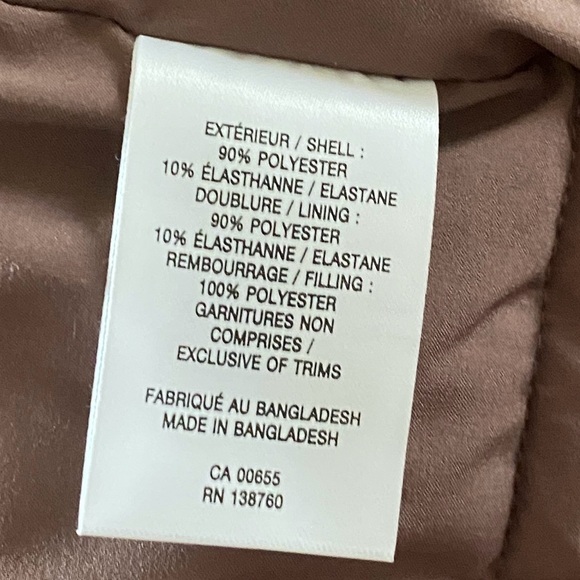 EXTÉRIEUR / SHELL :
90% POLYESTER
10% ÉLASTHANNE / ELASTANE
DOUBLURE / LINING :
90% POLYESTER
10% ÉLASTHANNE / ELASTANE
REMBOURRAGE / FILLING :
100% POLYESTER
GARNITURES NON
COMPRISES /
EXCLUSIVE OF TRIMS
FABRIQUÉ AU BANGLADESH
MADE IN BANGLADESH
CA 00655
RN 138760